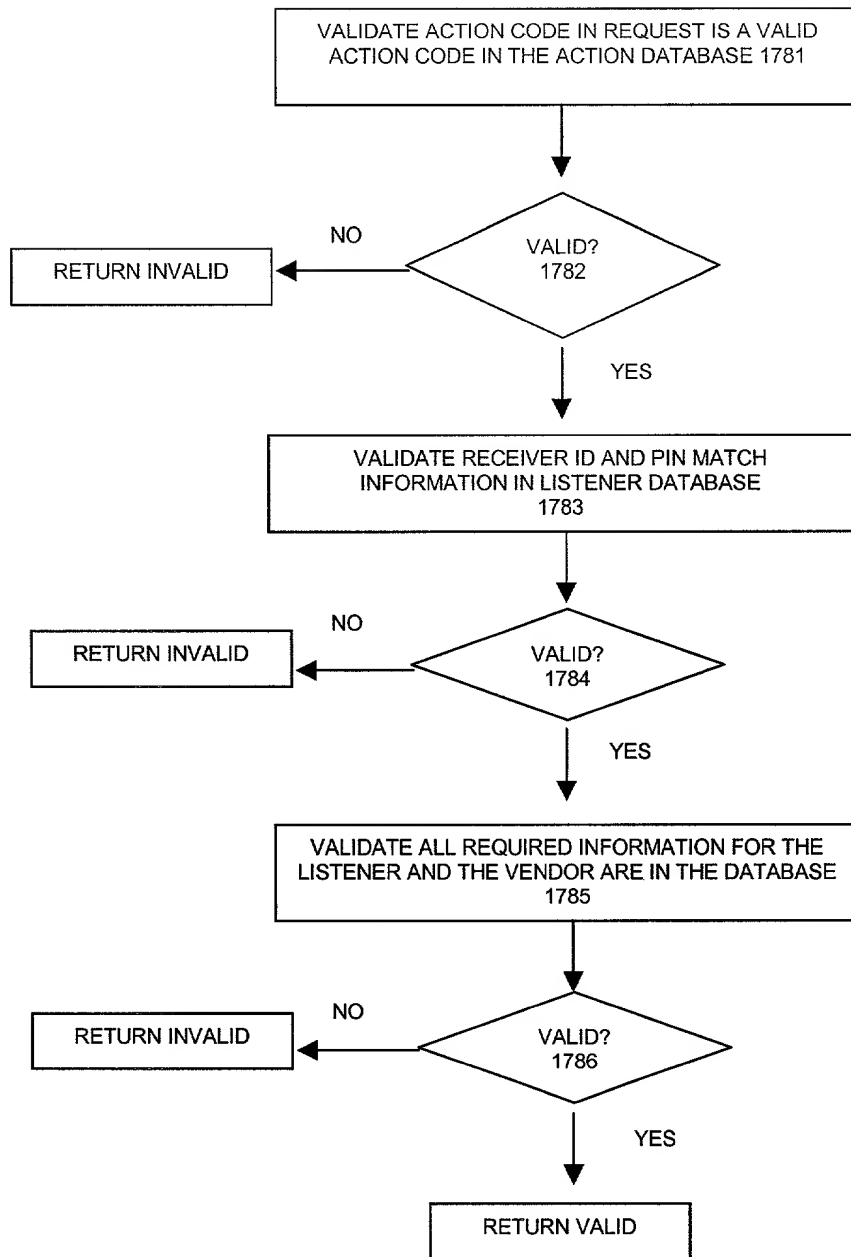 VALIDATE ACTION CODE IN REQUEST IS A VALID
ACTION CODE IN THE ACTION DATABASE 1781
NO
VALID?
1782
RETURN INVALID
YES
VALIDATE RECEIVER ID AND PIN MATCH
INFORMATION IN LISTENER DATABASE
1783
NO
VALID?
1784
RETURN INVALID
YES
VALIDATE ALL REQUIRED INFORMATION FOR THE
LISTENER AND THE VENDOR ARE IN THE DATABASE
1785
NO
VALID?
1786
RETURN INVALID
YES
RETURN VALID